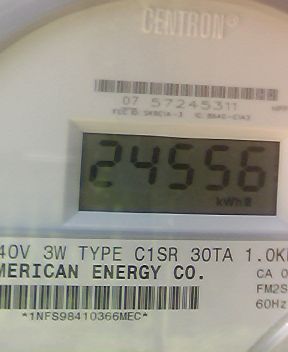 CENTRON®
07 57245311
24556
kWh
40V 3W TYPE C1SR 30TA 1.0K
MERICAN ENERGY CO.
CA 0
FM2S
60Hz
*1NFS98410366MEC*